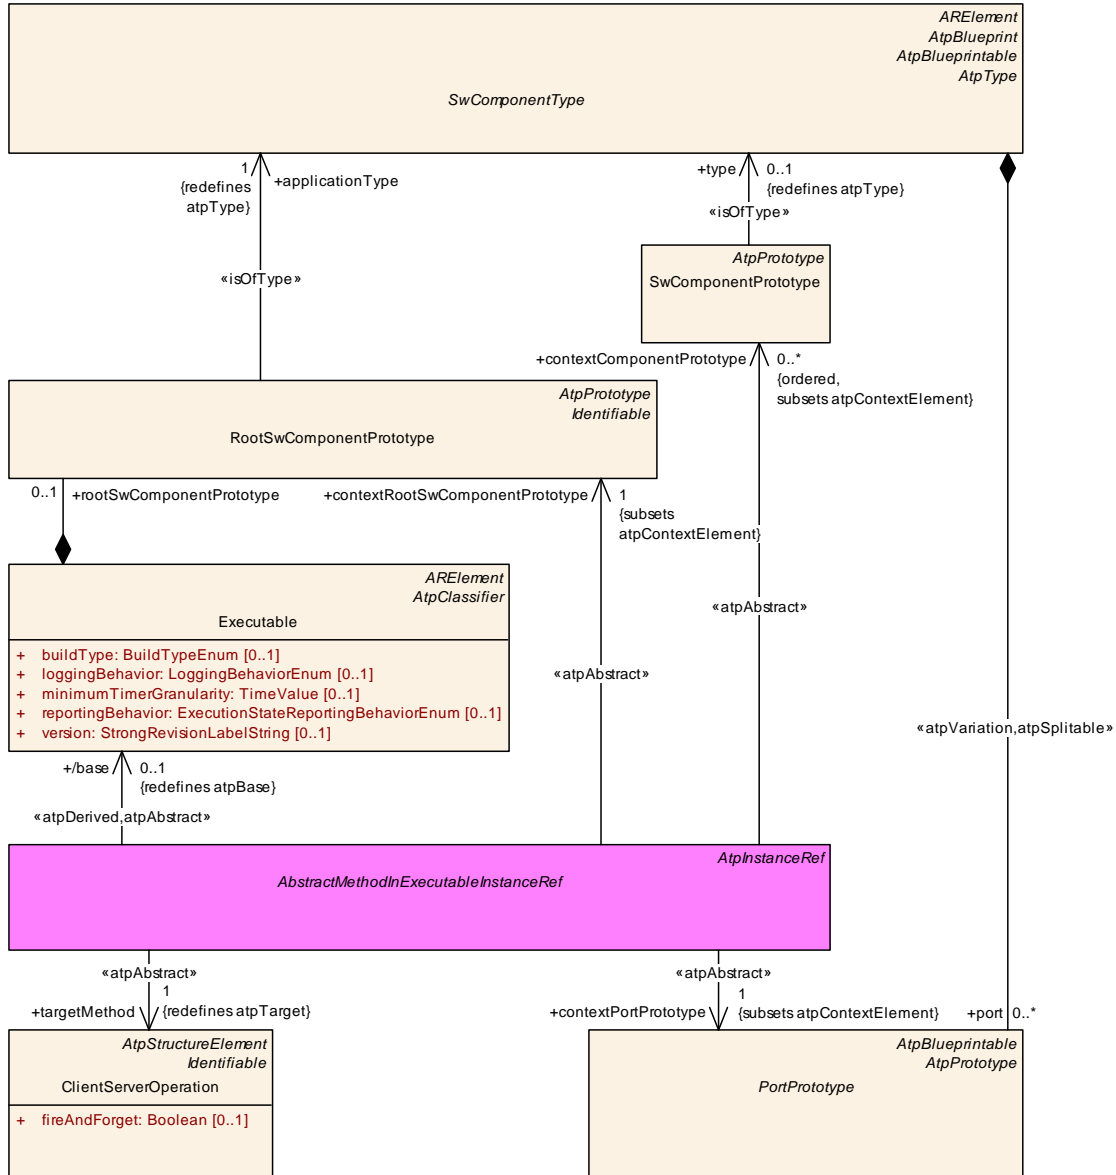 ARElement
AtpBlueprint
AtpBlueprintable
AtpType
SwComponentType
1
{redefines
atpType}
+applicationType
+type
0..1
{redefines atpType}
«isOfType»
«isOfType»
AtpPrototype
SwComponentPrototype
+contextComponentPrototype
0..*
{ordered,
subsets atpContextElement}
AtpPrototype
Identifiable
RootSwComponentPrototype
0..1
+rootSwComponentPrototype
+contextRootSwComponentPrototype
1
{subsets
atpContextElement}
ARElement
AtpClassifier
Executable
+ buildType: BuildTypeEnum [0..1]
+ loggingBehavior: LoggingBehaviorEnum [0..1]
+ minimumTimerGranularity: TimeValue [0..1]
+ reportingBehavior: ExecutionStateReportingBehaviorEnum [0..1]
+ version: StrongRevisionLabelString [0..1]
«atpAbstract»
«atpAbstract»
«atpVariation,atpSplitable»
+/base
0..1
{redefines atpBase}
«atpDerived,atpAbstract»
AtpInstanceRef
AbstractMethodInExecutableInstanceRef
«atpAbstract»
1
+targetMethod
{redefines atpTarget}
«atpAbstract»
1
+contextPortPrototype
{subsets atpContextElement}
+port
0..*
AtpStructureElement
Identifiable
ClientServerOperation
+ fireAndForget: Boolean [0..1]
AtpBlueprintable
AtpPrototype
PortPrototype